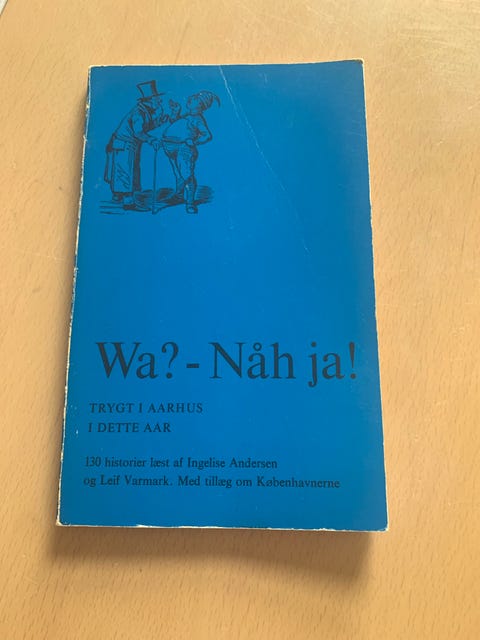 Wa? - Nåh ja!
TRYGT I AARHUS
I DETTE AAR
130 historier læst af Ingelise Andersen
og Leif Varmark. Med tillæg om Københavnerne